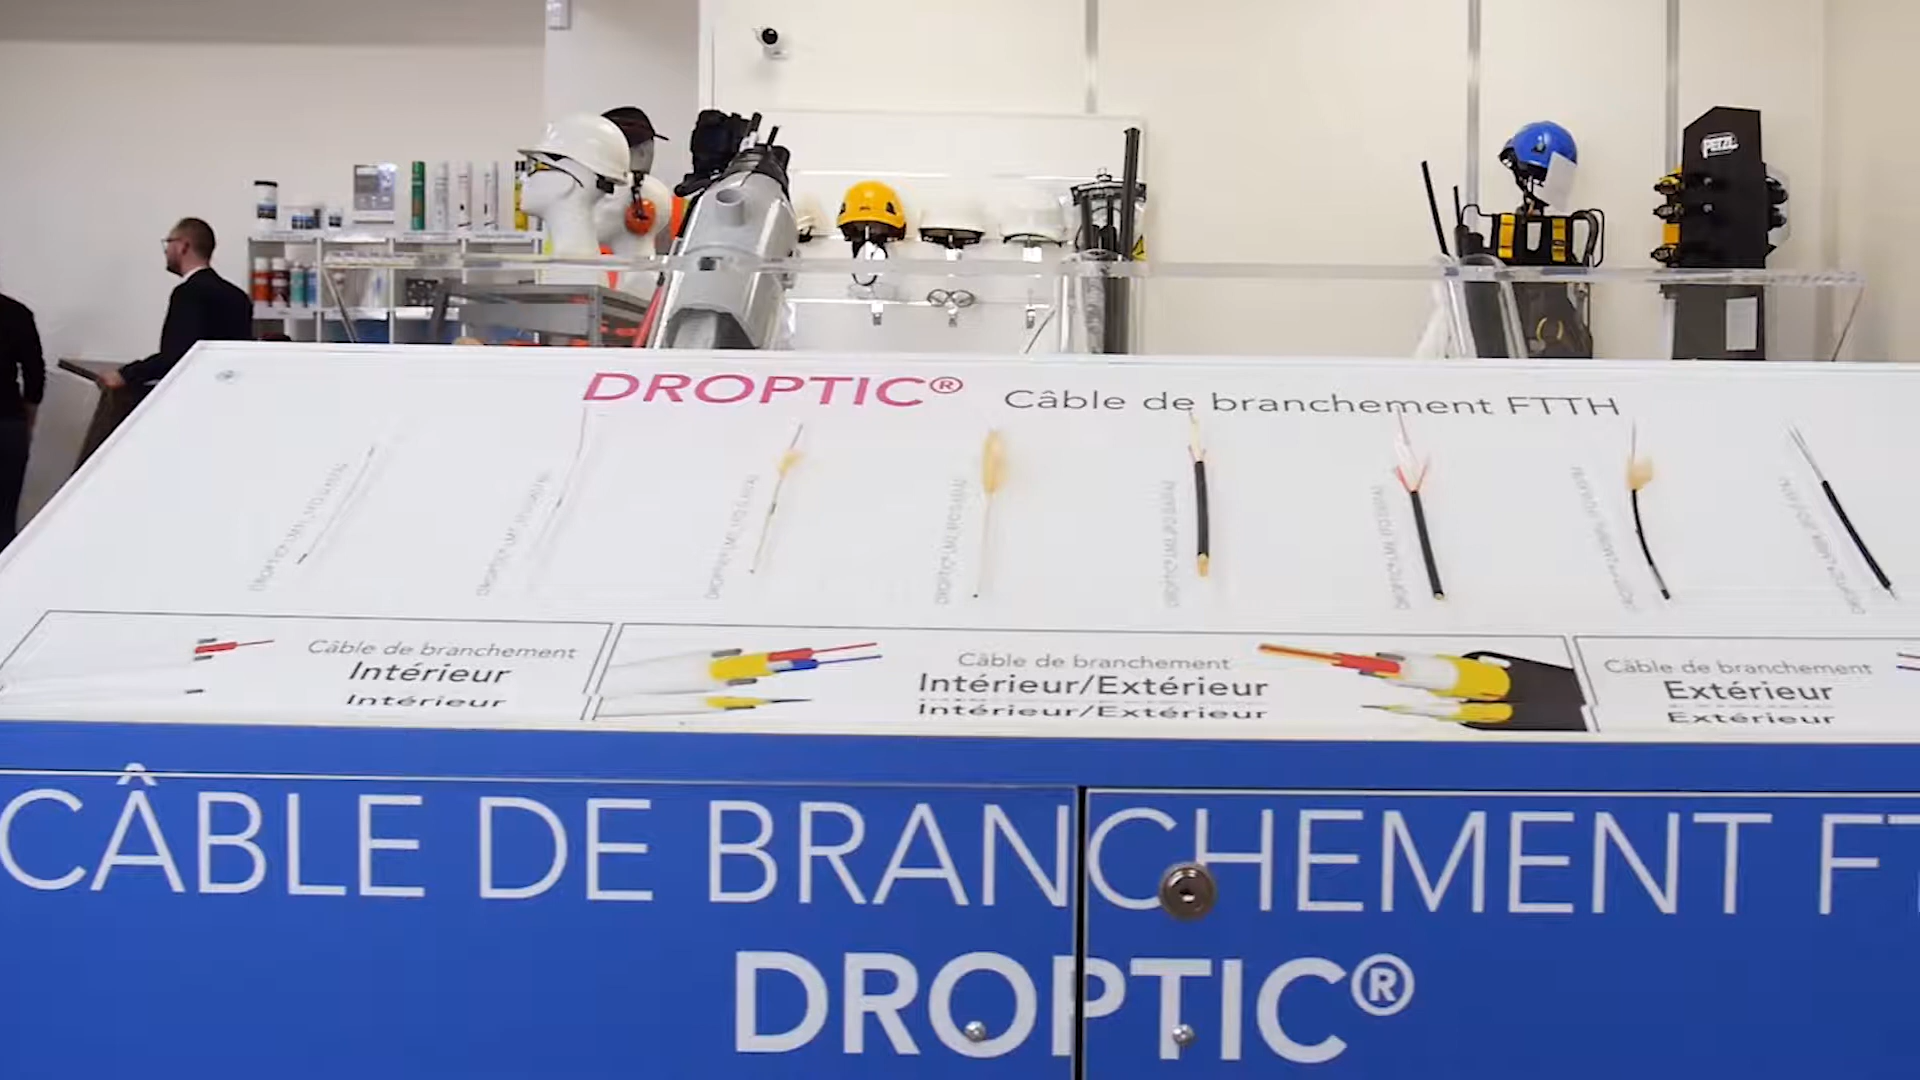 PETZL
DROPTIC® Câble de branchement FTTH
Câble de branchement
Intérieur
Intérieur
Câble de branchement
Intérieur/Extérieur
Intérieur/Extérieur
Câble de branchement
Extérieur
Extérieur
CÂBLE DE BRANCHEMENT FT
DROPTIC®